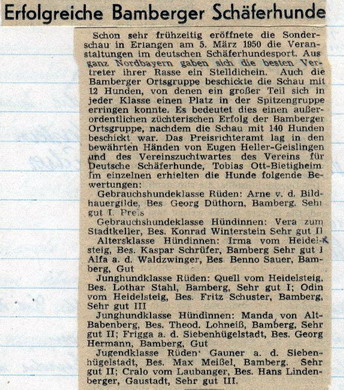 Erfolgreiche Bamberger Schäferhunde
Schon sehr frühzeitig eröffnete die Sonder-
schau in Erlangen am 5. März 1950 die Veran-
taltungen im deutschen Schäferhundesport. Aus
ganz Nordbayern gaben sich die besten Ver-
treter ihrer Rasse ein Stelldichein. Auch die
Bamberger Ortsgruppe beschickte die Schau mit
12 Hunden, von denen ein großer Teil sich in
jeder Klasse einen Platz in der Spitzengruppe
erringen konnte. Es bedeutet dies einen außer-
ordentlichen züchterischen Erfolg der Bamberger
Ortsgruppe, nachdem die Schau mit 140 Hunden
beschickt war. Das Preisrichteramt lag in den
bewährten Händen von Eugen Heller-Geislingen
und des Vereinszuchtwartes des Vereins für
Deutsche Schäferhunde, Tobias Ott-Bietigheim
Im einzelnen erhielten die Hunde folgende Be-
wertungen:
Gebrauchshundeklasse Rüden: Arne v. d. Bild-
hauergilde, Bes. Georg Düthorn, Bamberg, Sehr
gut I. Preis
Gebrauchshundeklasse Hündinnen: Vera zum
Stadtkeller, Bes. Konrad Winterstein Sehr gut II
Altersklasse Hündinnen: Irma vom Heidel-
steig, Bes. Kaspar Schrüfer, Bamberg Sehr gut I
Alfa a. d. Waldzwinger, Bes. Benno Sauer, Bam-
berg, Gut
Junghundklasse Rüden: Quell vom Heidelsteig,
Bes. Lothar Stahl, Bamberg, Sehr gut I; Odin
vom Heidelsteig, Bes. Fritz Schuster, Bamberg,
Sehr gut III
Junghundklasse Hündinnen: Manda von Alt-
Babenberg, Bes. Theod. Lohneiß, Bamberg, Sehr
gut II; Frigga a. d. Siebenhügelstadt, Bes. Georg
Hermann, Bamberg, Gut
Jugendklasse Rüden: Gauner a. d. Sieben-
hügelstadt, Bes. Max Meißel, Bamberg. Sehr
gut II; Cralo vom Laubanger, Bes. Hans Linden-
berger, Gaustadt, Sehr gut III.